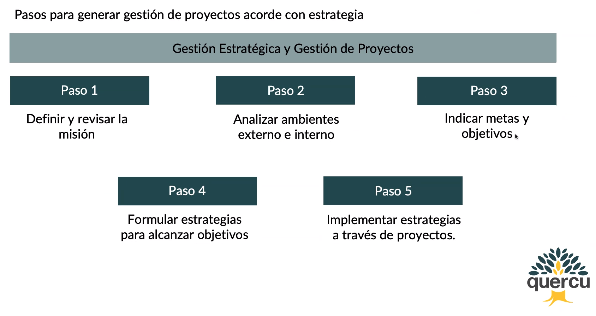 Pasos para generar gestión de proyectos acorde con estrategia
Gestión Estratégica y Gestión de Proyectos
Paso 1
Definir y revisar la
misión
Paso 2
Analizar ambientes
externo e interno
Paso 3
Indicar metas y
objetivos
Paso 4
Formular estrategias
para alcanzar objetivos
Paso 5
Implementar estrategias
a través de proyectos.
quercu